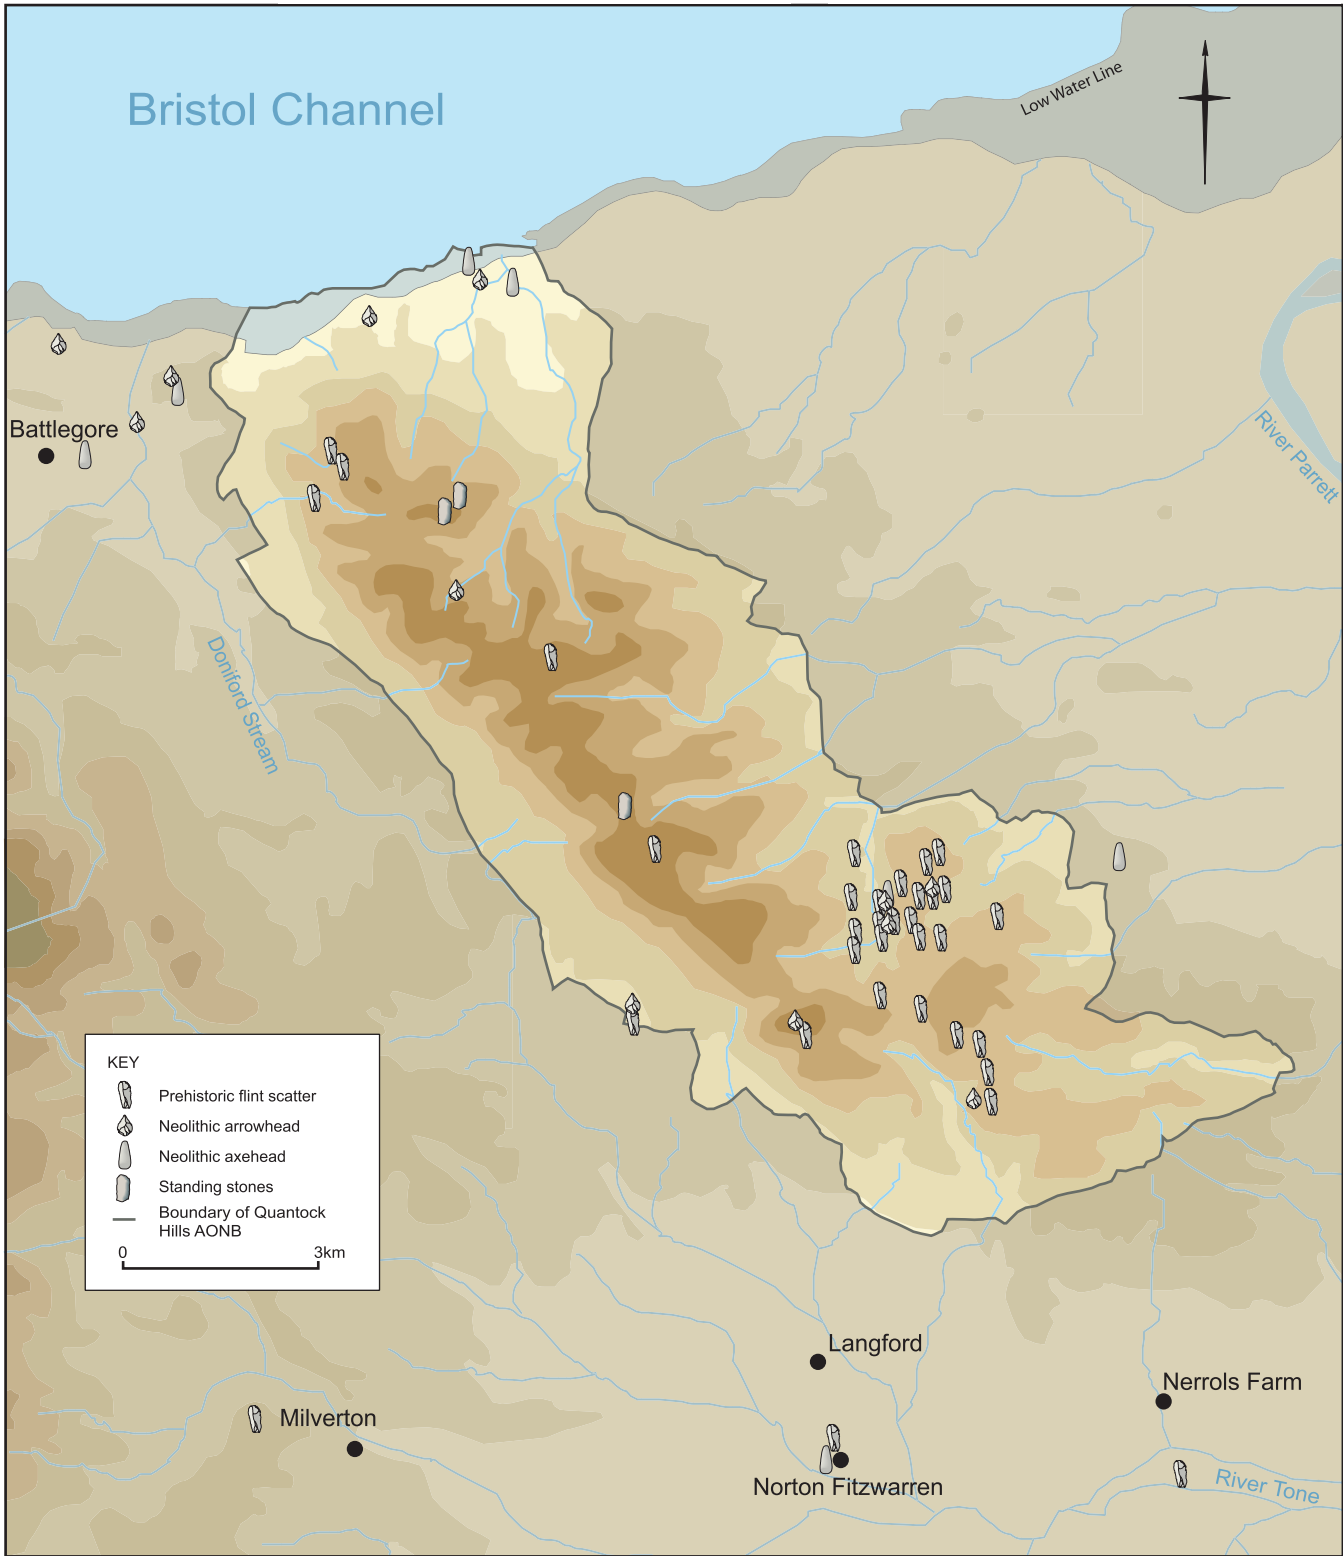 Bristol Channel
Low Water Line
River Parrett
Battlegore
Doniford Stream
KEY
Prehistoric flint scatter
Neolithic arrowhead
Neolithic axehead
Standing stones
Boundary of Quantock
Hills AONB
0 3km
Langford
Nerrols Farm
Milverton
Norton Fitzwarren
River Tone